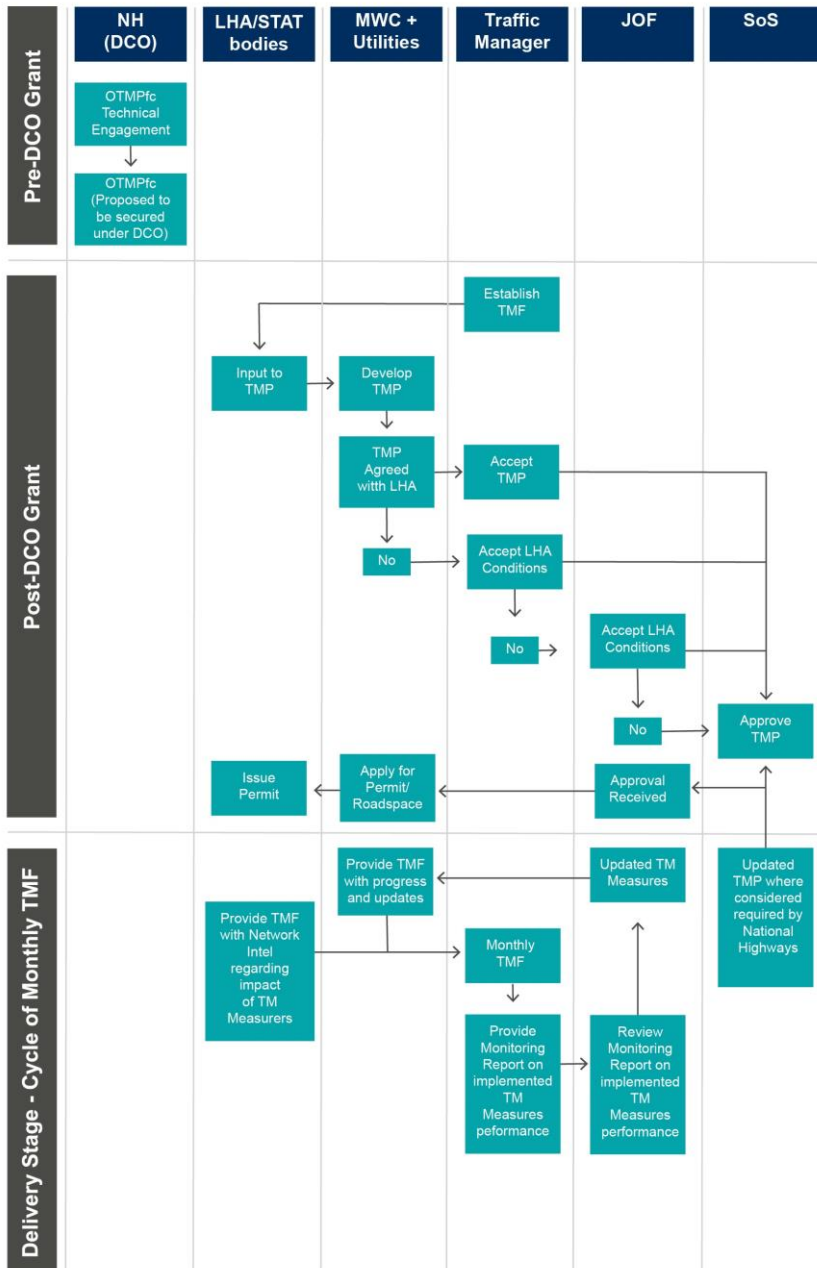 NH
(DCO)
LHA/STAT
bodies
MWC +
Utilities
Traffic
Manager
JOF
SoS
Pre-DCO Grant
OTMPfc
Technical
Engagement
OTMPfc
(Proposed to
be secured
under DCO)
Post-DCO Grant
Establish
TMF
Input to
TMP
Develop
TMP
TMP
Agreed
witth LHA
Accept
TMP
No
Accept LHA
Conditions
No
Accept LHA
Conditions
No
Approve
TMP
Issue
Permit
Apply for
Permit/
Roadspace
Approval
Received
Delivery Stage - Cycle of Monthly TMF
Provide TMF
with progress
and updates
Updated TM
Measures
Updated
TMP where
considered
required by
National
Highways
Provide TMF
with Network
Intel
regarding
impact
of TM
Measurers
Monthly
TMF
Provide
Monitoring
Report on
implemented
TM
Measures
peformance
Review
Monitoring
Report on
implemented
TM
Measures
performance